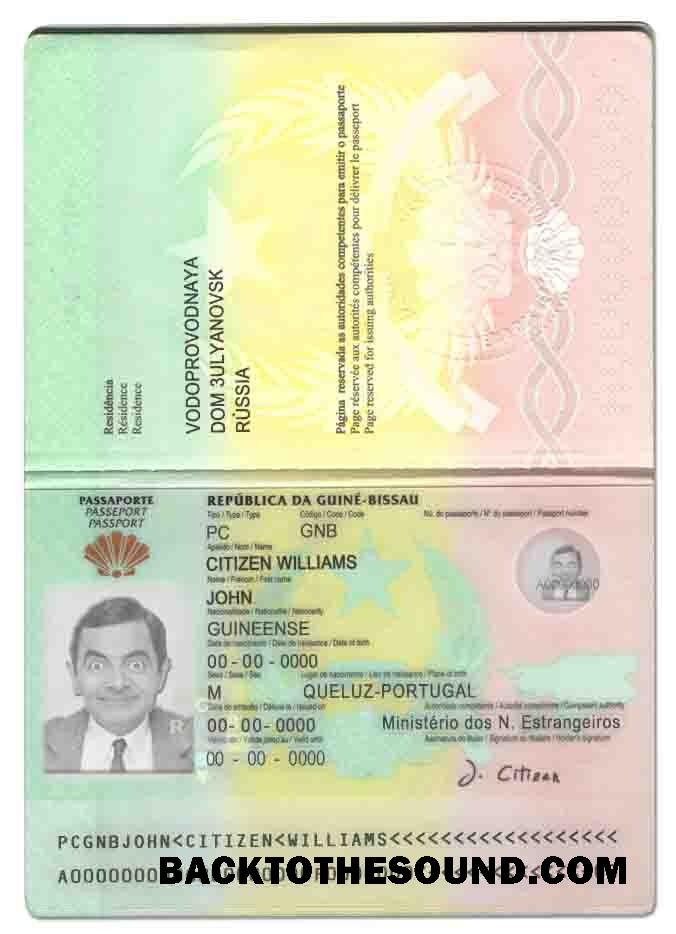 Residência
Résidence
Residence
VODOPROVODNAYA
DOM 3ULYANOVSK
RÙSSIA
Página reservada as autoridades competentes para emitir o passaporte
Page réservée aux autorités compétentes pour délivrer le passeport
Page reserved for issuing authorities
PASSAPORTE
PASSEPORT
PASSPORT
REPÚBLICA DA GUINÉ-BISSAU
Tipo / Type / Type Código / Code / Code No. do passaporte / N° du passeport / Passport number
PC GNB
Apelido / Nom / Name
CITIZEN WILLIAMS
Nome / Prénom / First name
JOHN
Nacionalidade / Nationalité / Nationality
GUINEENSE
Data de nascimento / Date de naissance / Date of birth
00-00-0000
Sexo / Sexe / Sex Lugar de nascimento / Lieu de naissance / Place of birth
M QUELUZ-PORTUGAL
Data de emissão / Délivré le / Issued on Autoridade competente / Autorité compétente / Competent authority
00-00-0000 Ministério dos N. Estrangeiros
Válido até / Valide jusqu'au / Valid until Assinatura do titular / Signature du titulaire / Holder's signature
00-00-0000
J. Citizen
PCGNBJOHN<CITIZEN<WILLIAMS<<<<<<<<<<<<<<<<<<
A0000000
BACKTOTHESOUND.COM